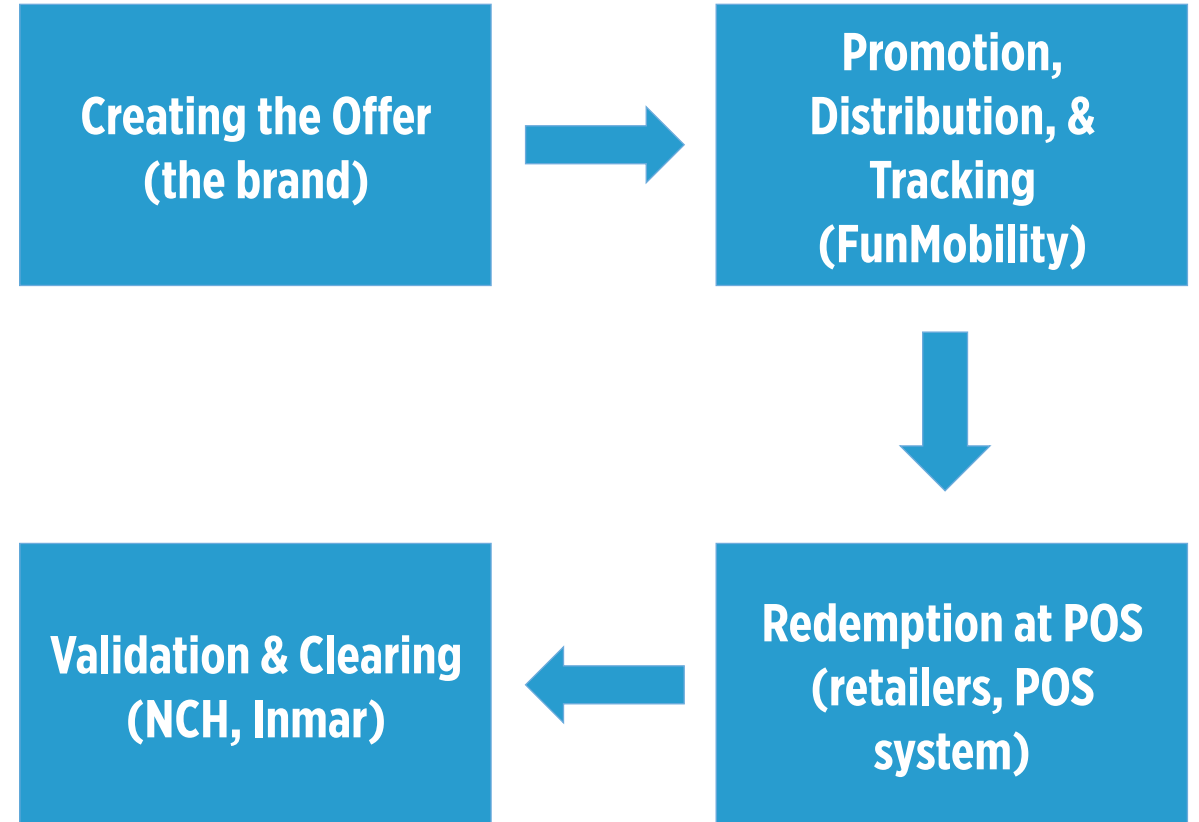 Creating the Offer
(the brand)
Promotion,
Distribution, &
Tracking
(FunMobility)
Redemption at POS
(retailers, POS
system)
Validation & Clearing
(NCH, Inmar)